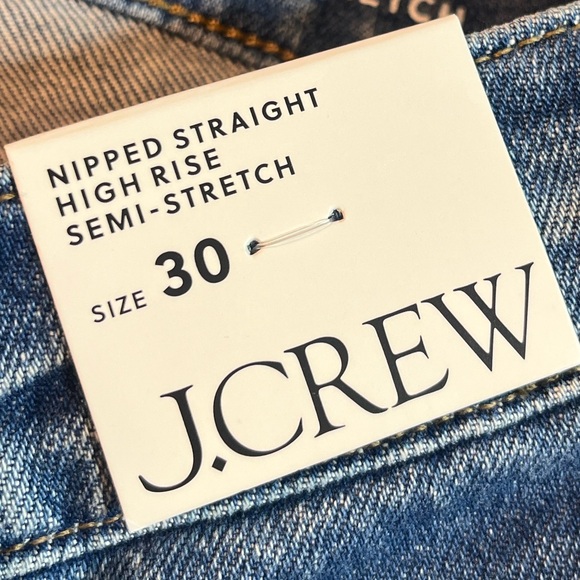 NIPPED STRAIGHT
HIGH RISE
SEMI-STRETCH
SIZE 30
J.CREW